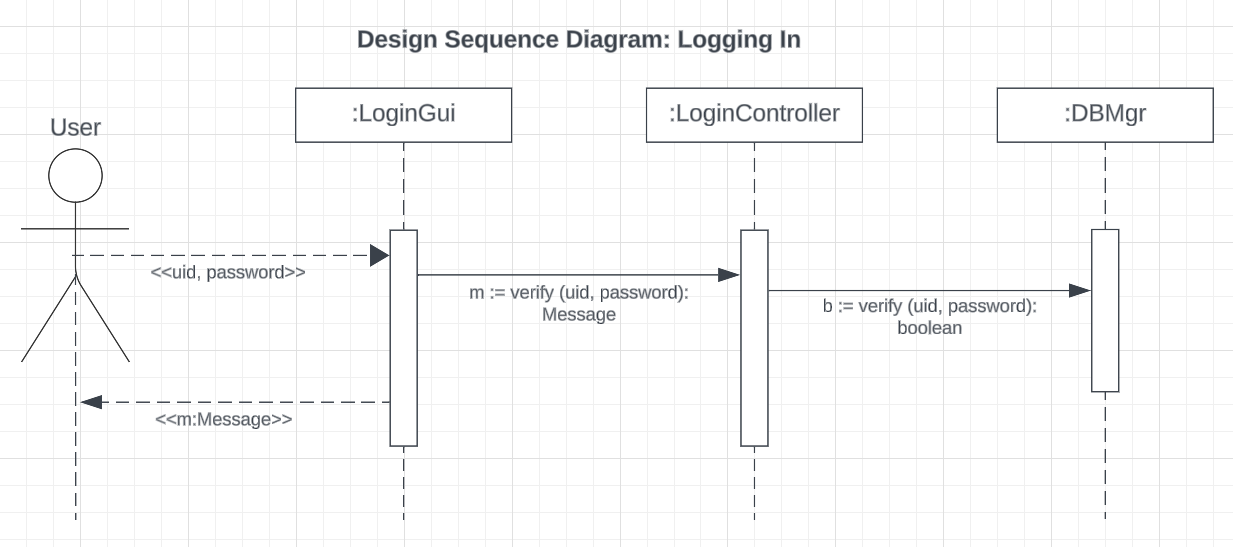 Design Sequence Diagram: Logging In
User
:LoginGui
:LoginController
:DBMgr
<<uid, password>>
m := verify (uid, password):
Message
b := verify (uid, password):
boolean
<<m:Message>>